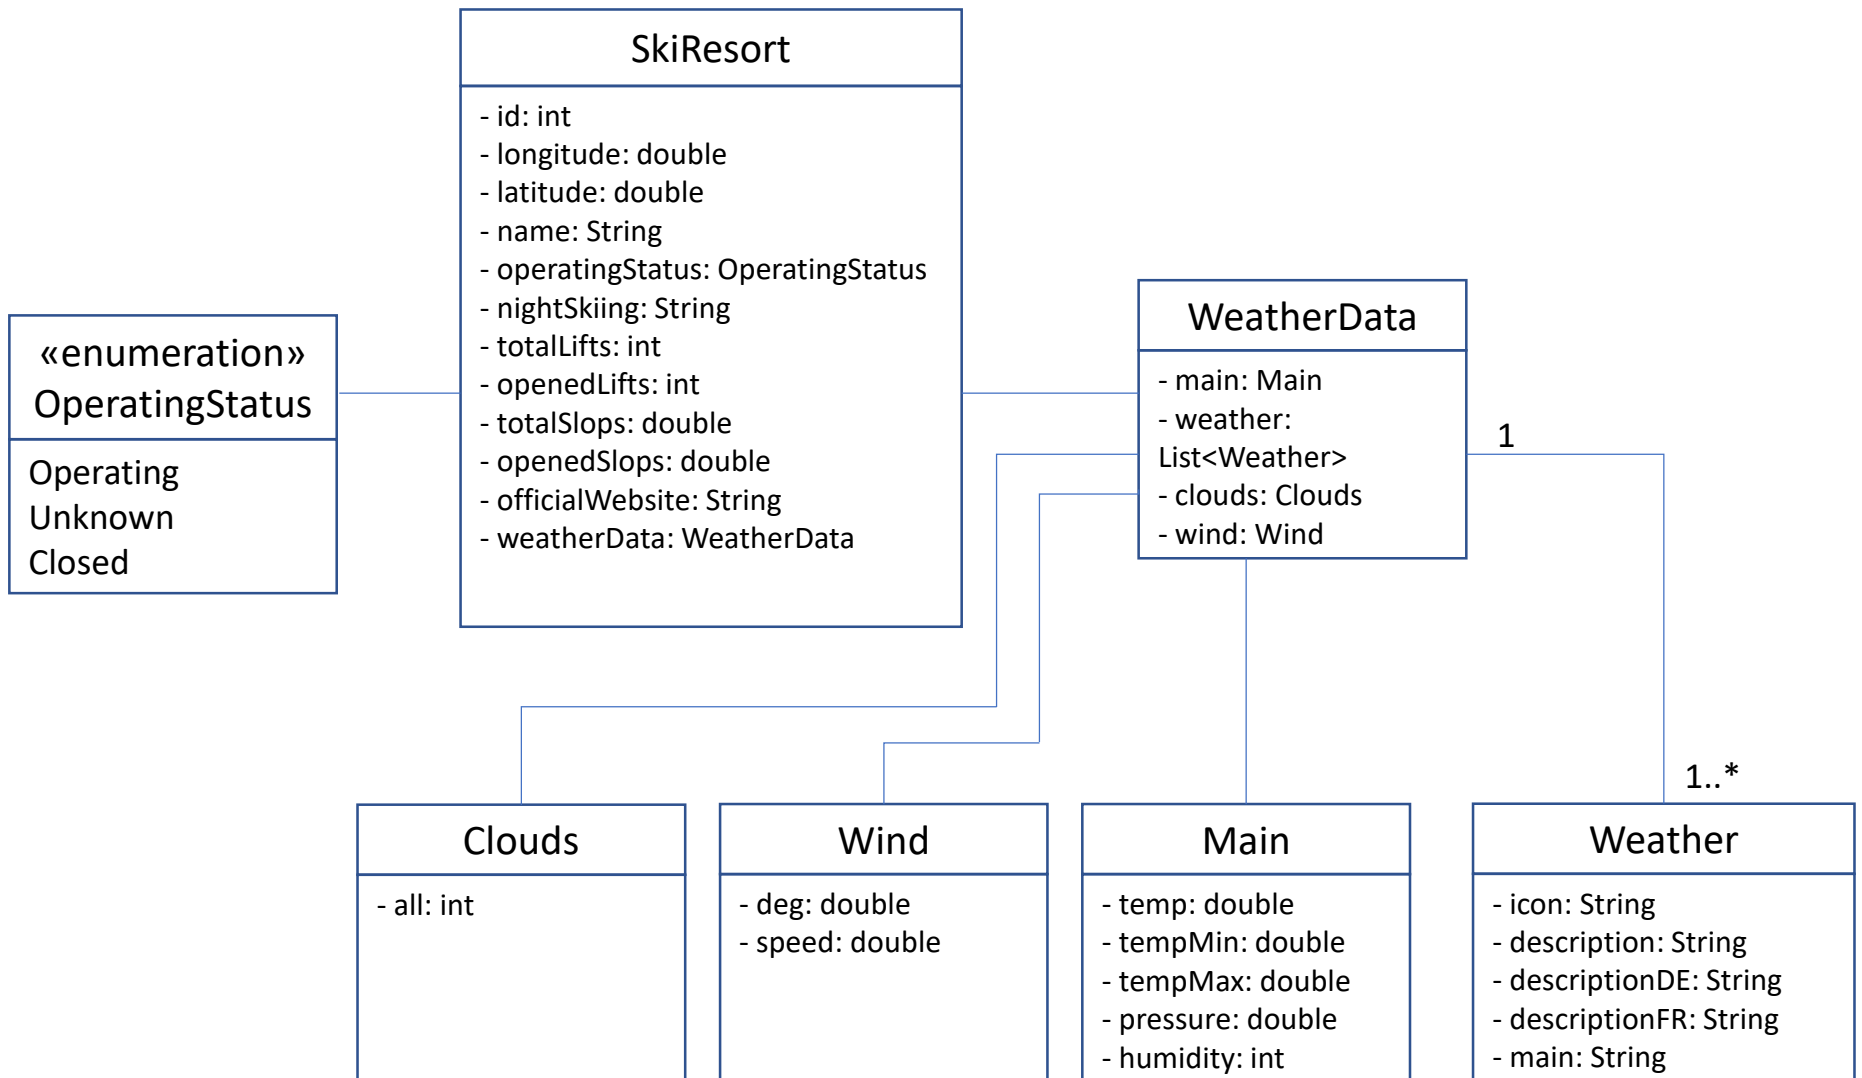 SkiResort
- id: int
- longitude: double
- latitude: double
- name: String
- operatingStatus: OperatingStatus
- nightSkiing: String
- totalLifts: int
- openedLifts: int
- totalSlops: double
- openedSlops: double
- officialWebsite: String
- weatherData: WeatherData
«enumeration»
OperatingStatus
Operating
Unknown
Closed
WeatherData
- main: Main
- weather:
List<Weather>
- clouds: Clouds
- wind: Wind
1
1..*
Clouds
- all: int
Wind
- deg: double
- speed: double
Main
- temp: double
- tempMin: double
- tempMax: double
- pressure: double
- humidity: int
Weather
- icon: String
- description: String
- descriptionDE: String
- descriptionFR: String
- main: String